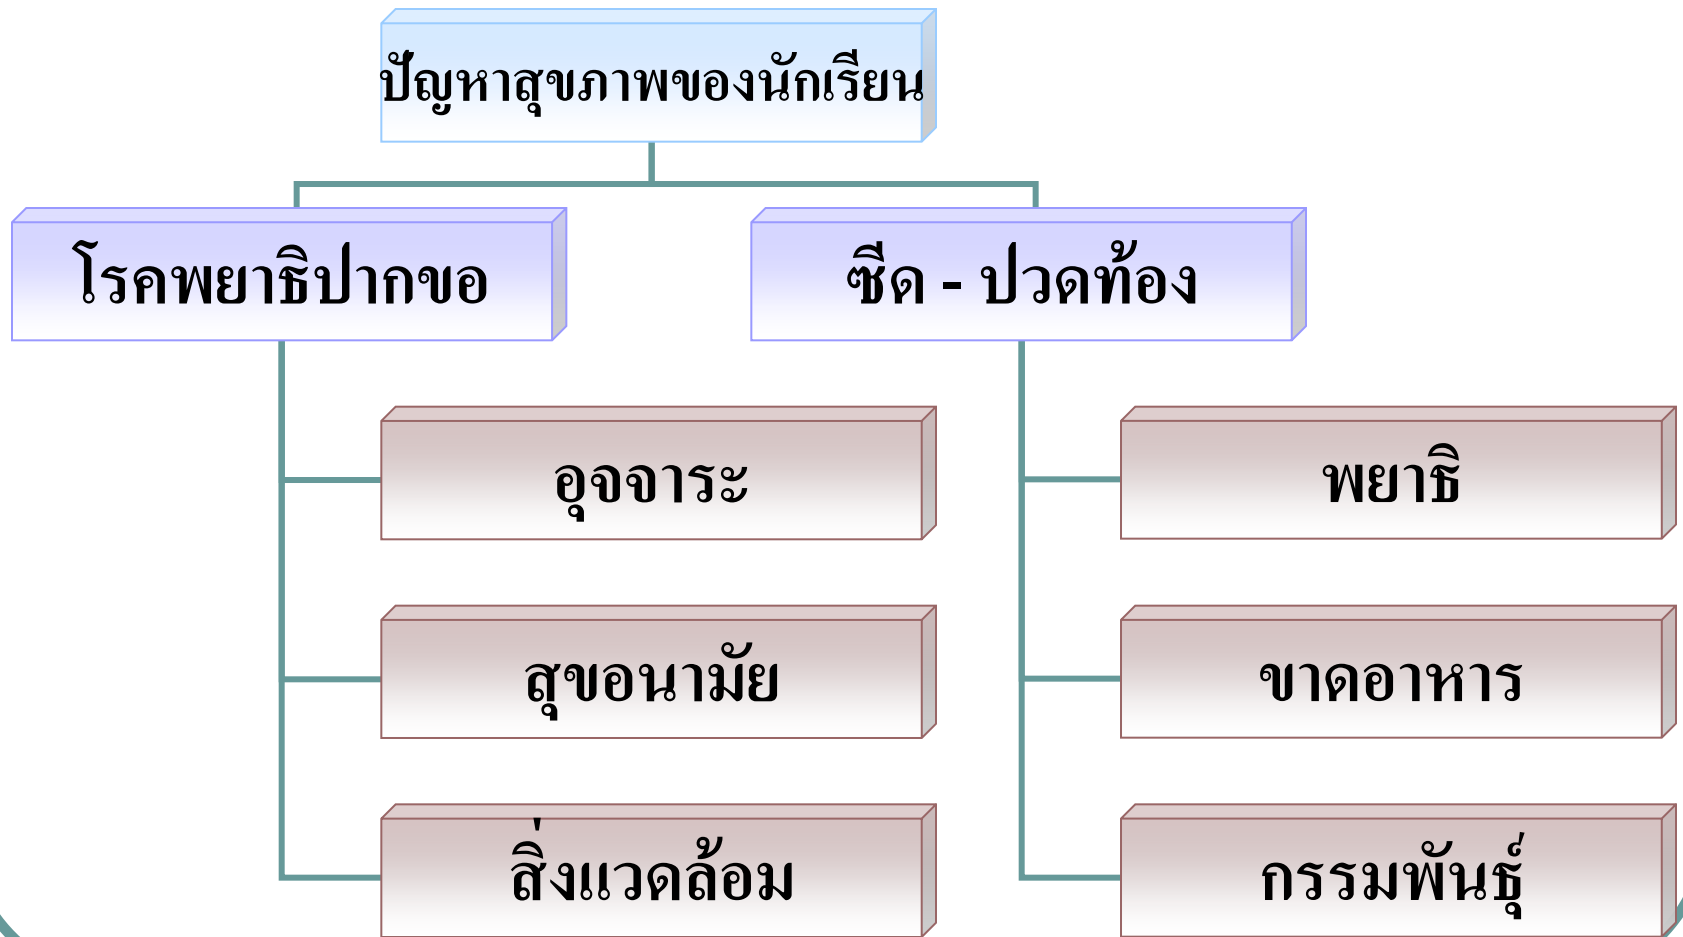 ปัญหาสุขภาพของนักเรียน
โรคพยาธิปากขอ
ซีด - ปวดท้อง
อุจจาระ
พยาธิ
สุขอนามัย
ขาดอาหาร
สิ่งแวดล้อม
กรรมพันธุ์